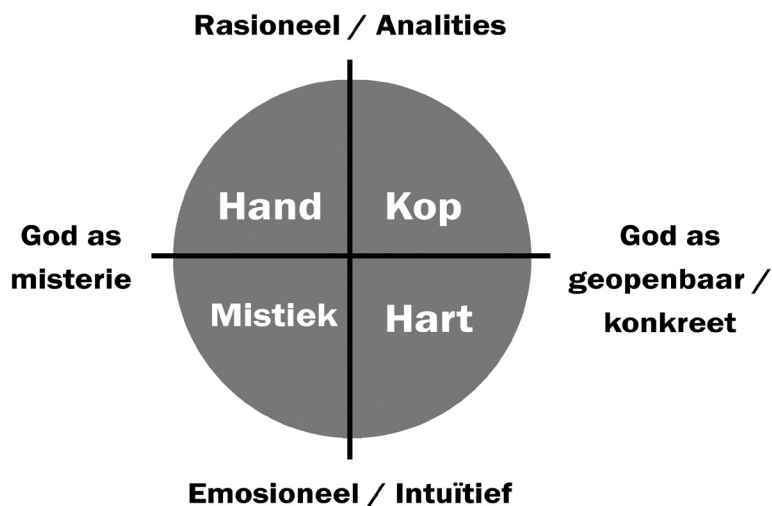 Rasioneel / Analities
Hand
Kop
God as
misterie
God as
geopenbaar /
konkreet
Mistiek
Hart
Emosioneel / Intuïtief